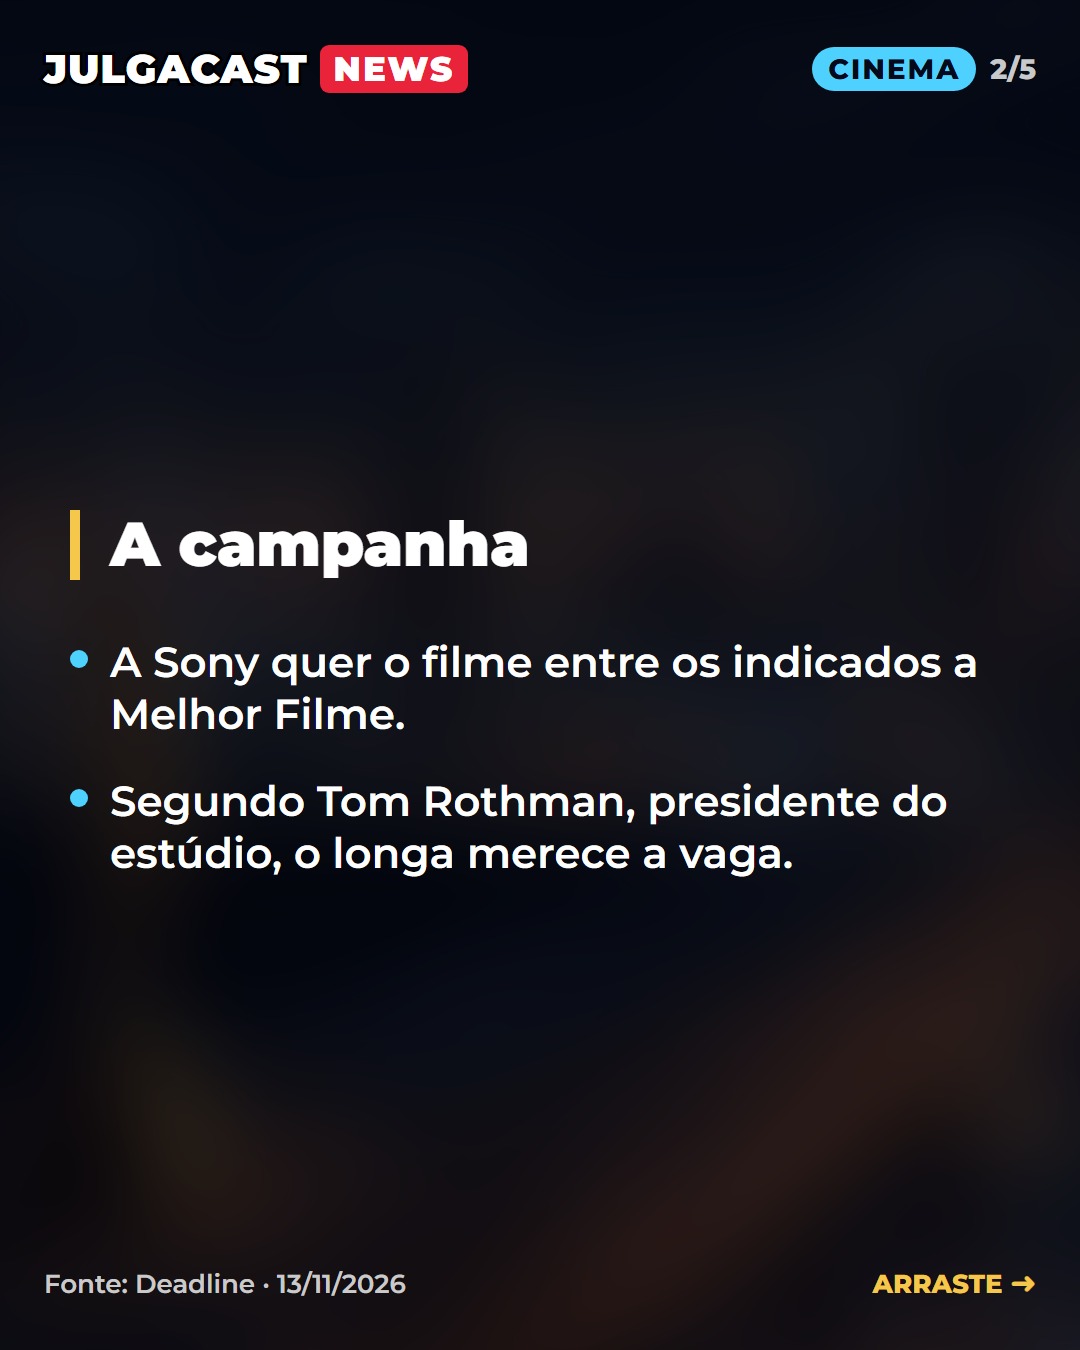 JULGACAST NEWS
CINEMA 2/5
A campanha
A Sony quer o filme entre os indicados a
Melhor Filme.
Segundo Tom Rothman, presidente do
estúdio, o longa merece a vaga.
Fonte: Deadline · 13/11/2026
ARRASTE →